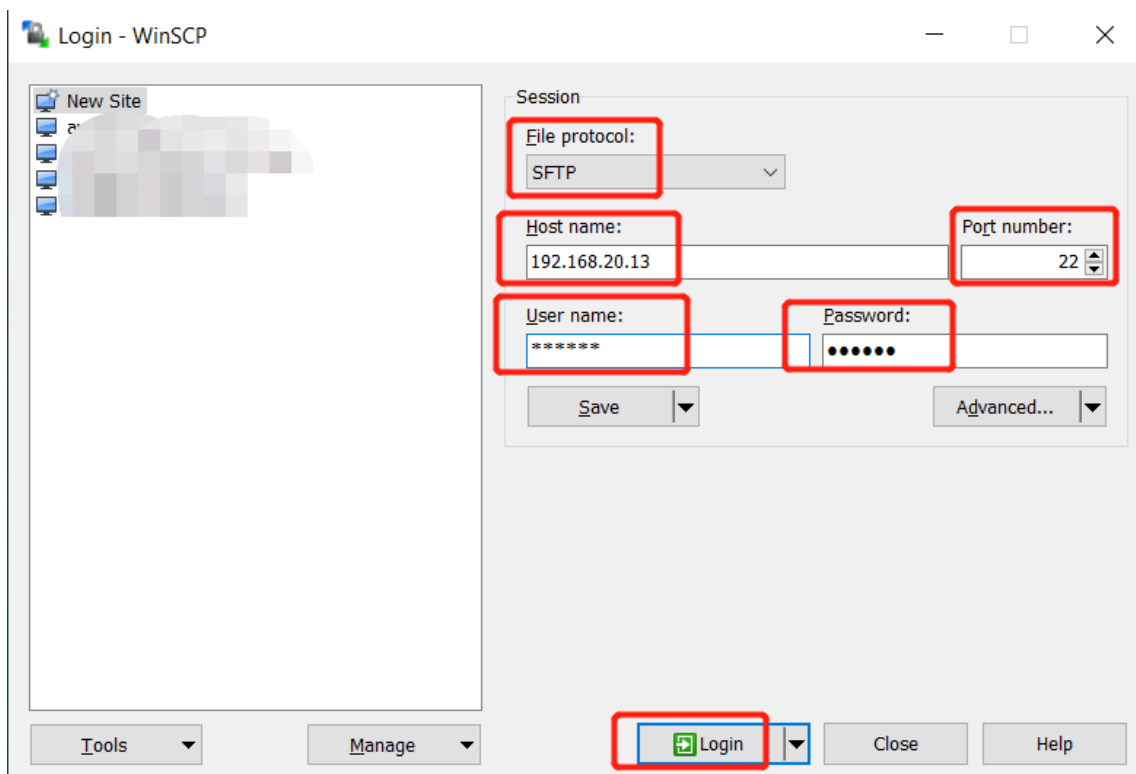 Login - WinSCP
New Site
Session
File protocol:
SFTP
Host name:
Port number:
192.168.20.13
22
User name:
Password:
******
●●●●●●
Save
Advanced...
Tools
Manage
Login
Close
Help